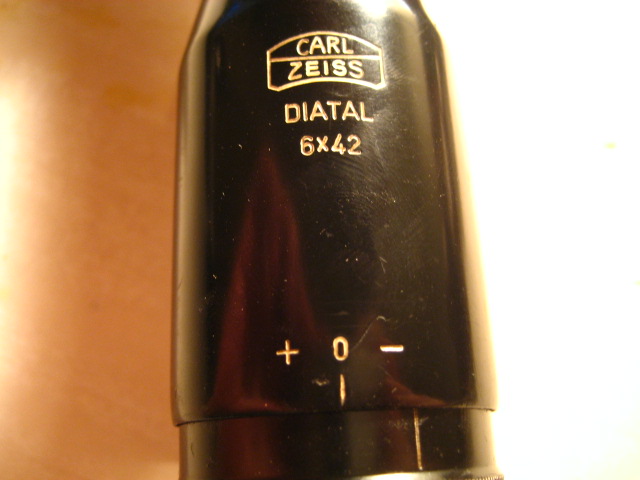 CARL
ZEISS
DIATAL
6x42
+ 0 -